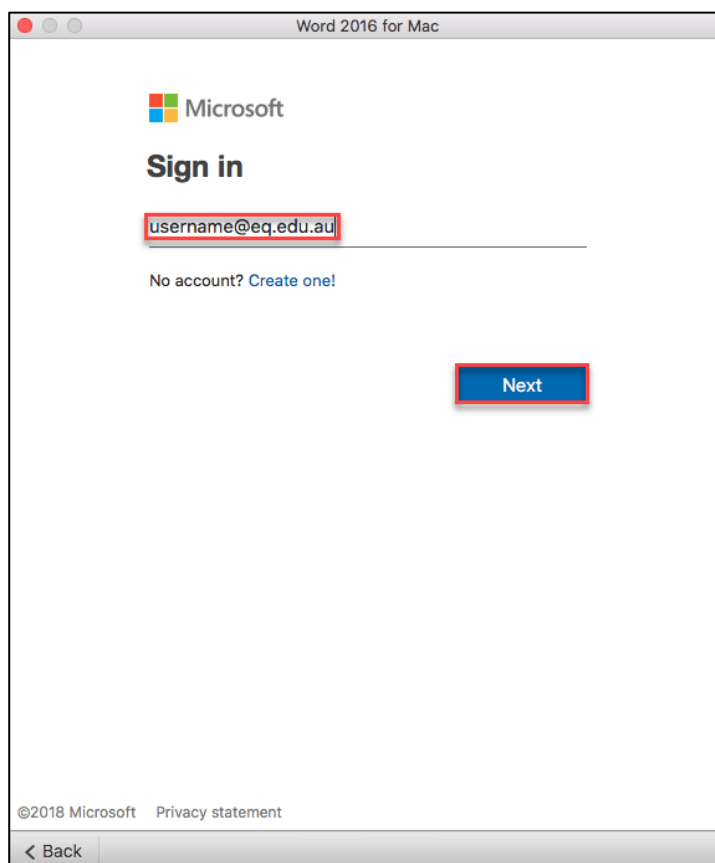 Word 2016 for Mac
Microsoft
Sign in
username@eq.edu.au
No account? Create one!
Next
©2018 Microsoft Privacy statement
Back